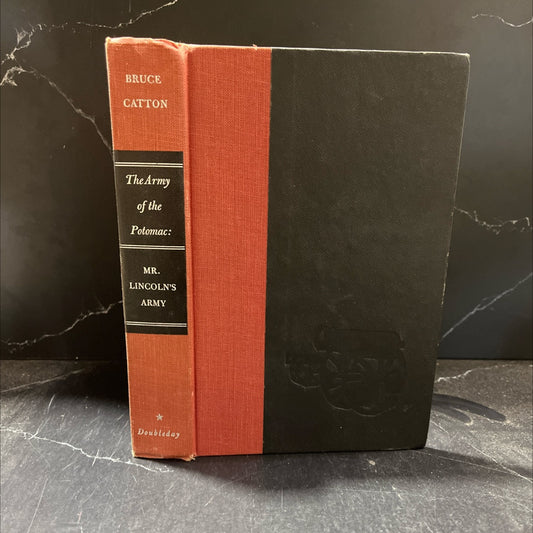 BRUCE
CATTON
The Army
of the
Potomac:
MR.
LINCOLN'S
ARMY
*
Doubleday